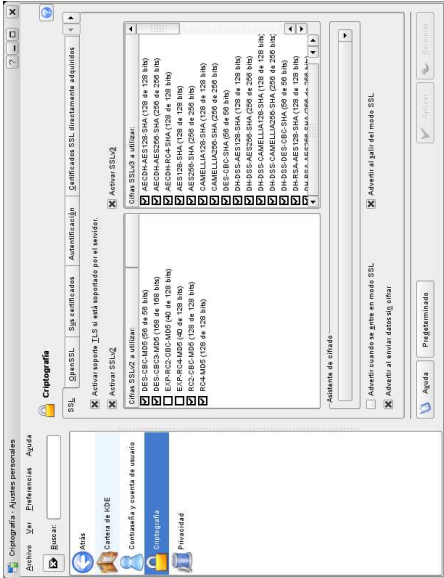 Criptografía - Ajustes personales
Archivo Ver Preferencias Ayuda
Buscar:
Atrás
Cartera de KDE
Contraseña y cuenta de usuario
Criptografía
Privacidad
Criptografía
SSL OpenSSL Sus certificados Autentificación Certificados SSL directamente adquiridos
Activar soporte TLS si está soportado por el servidor.
Activar SSLv2
Activar SSLv3
Cifras SSLv2 a utilizar:
DES-CBC-MD5 (56 de 56 bits)
DES-CBC3-MD5 (168 de 168 bits)
EXP-RC2-CBC-MD5 (40 de 128 bits)
EXP-RC4-MD5 (40 de 128 bits)
RC2-CBC-MD5 (128 de 128 bits)
RC4-MD5 (128 de 128 bits)
Cifras SSLv3 a utilizar:
AECDH-AES128-SHA (128 de 128 bits)
AECDH-AES256-SHA (256 de 256 bits)
AECDH-RC4-SHA (128 de 128 bits)
AES128-SHA (128 de 128 bits)
AES256-SHA (256 de 256 bits)
CAMELLIA128-SHA (128 de 128 bits)
CAMELLIA256-SHA (256 de 256 bits)
DES-CBC-SHA (56 de 56 bits)
DH-DSS-AES128-SHA (128 de 128 bits)
DH-DSS-AES256-SHA (256 de 256 bits)
DH-DSS-CAMELLIA128-SHA (128 de 128 bits)
DH-DSS-CAMELLIA256-SHA (256 de 256 bits)
DH-DSS-DES-CBC-SHA (56 de 56 bits)
DH-RSA-AES128-SHA (128 de 128 bits)
DH-RSA-AES256-SHA (256 de 256 bits)
Asistente de cifrado
Advertir cuando se entre en modo SSL
Advertir al salir del modo SSL
Advertir al enviar datos sin cifrar
Ayuda Predeterminado Aplicar Reiniciar